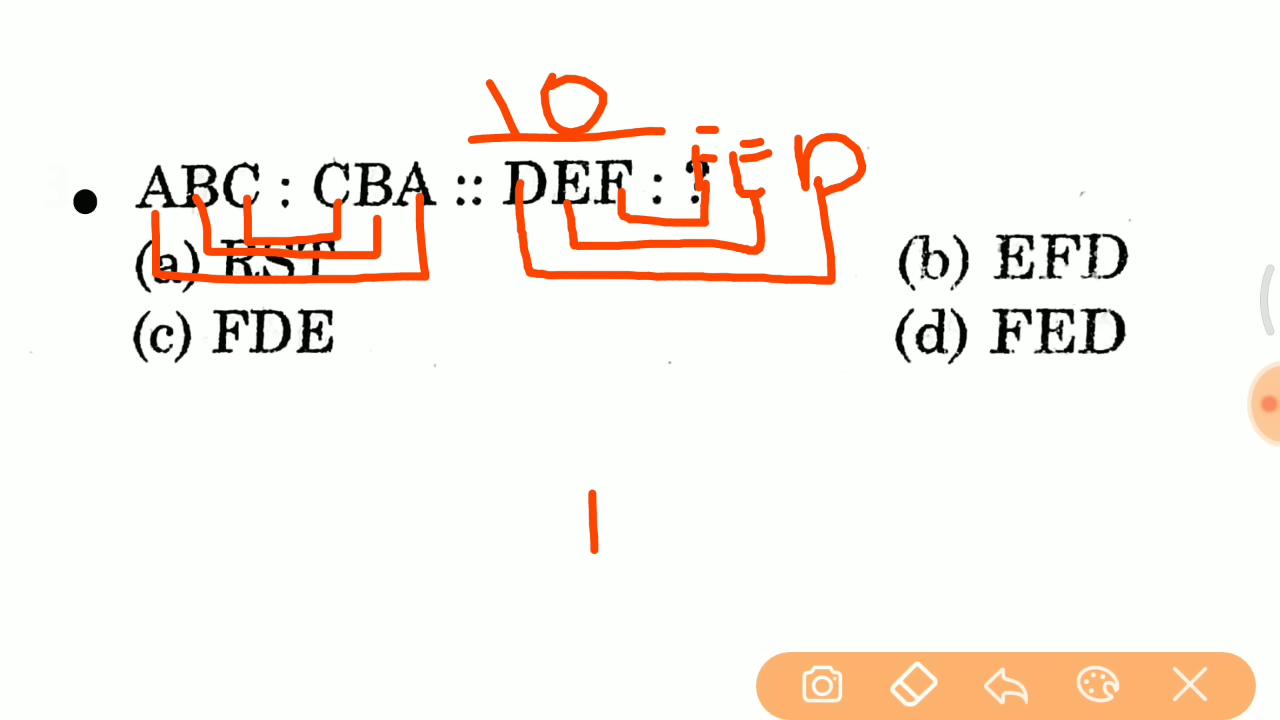 10
FED
ABC : CBA :: DEF : ?
(a) RST (b) EFD
(c) FDE (d) FED